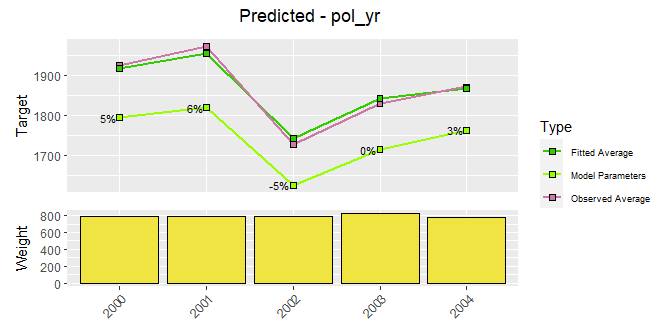 Predicted - pol_yr
Target
1900
1800
1700
5%
6%
-5%
0%
3%
Type
Fitted Average
Model Parameters
Observed Average
Weight
800
600
400
200
0
2000
2001
2002
2003
2004